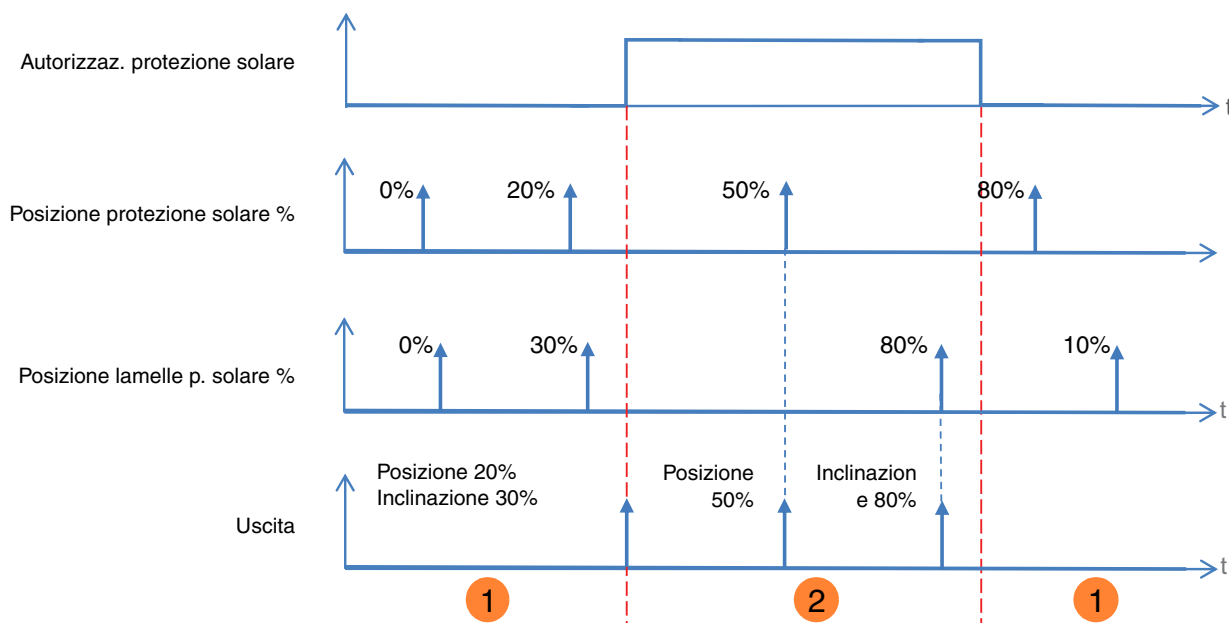 Autorizzaz. protezione solare
t
0% 20% 50% 80%
Posizione protezione solare %
0% 30% 80% 10%
Posizione lamelle p. solare %
t
Posizione 20%
Inclinazione 30%
Posizione
50%
Inclinazion
e 80%
Uscita
t
1 2 1